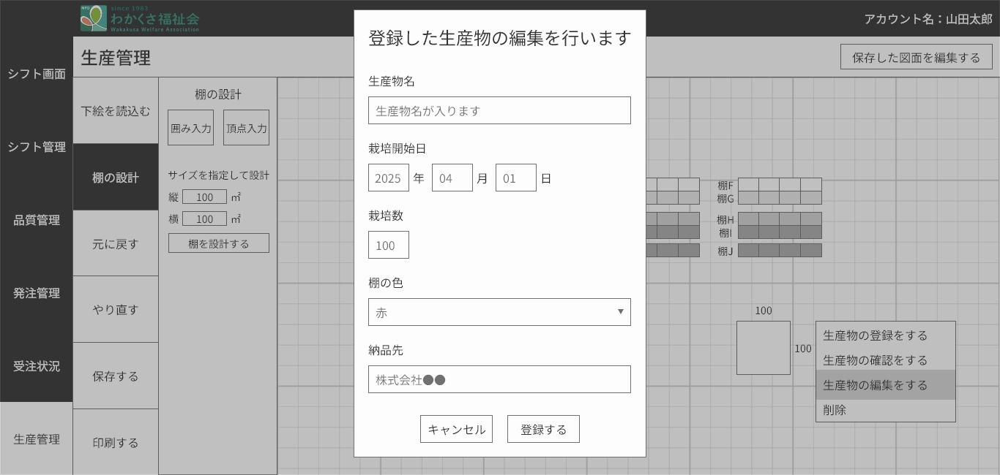 NPO
since 1983
わかくさ福祉会
Wakakusa Welfare Association
アカウント名：山田太郎
シフト画面
シフト管理
品質管理
発注管理
受注状況
生産管理
生産管理
保存した図面を編集する
下絵を読込む
棚の設計
元に戻す
やり直す
保存する
印刷する
棚の設計
囲み入力
頂点入力
サイズを指定して設計
縦 100 ㎡
横 100 ㎡
棚を設計する
登録した生産物の編集を行います
生産物名
生産物名が入ります
栽培開始日
2025 年 04 月 01 日
栽培数
100
棚の色
赤 ▼
納品先
株式会社●●
キャンセル
登録する
棚F
棚G
棚H
棚I
棚J
100
100
生産物の登録をする
生産物の確認をする
生産物の編集をする
削除